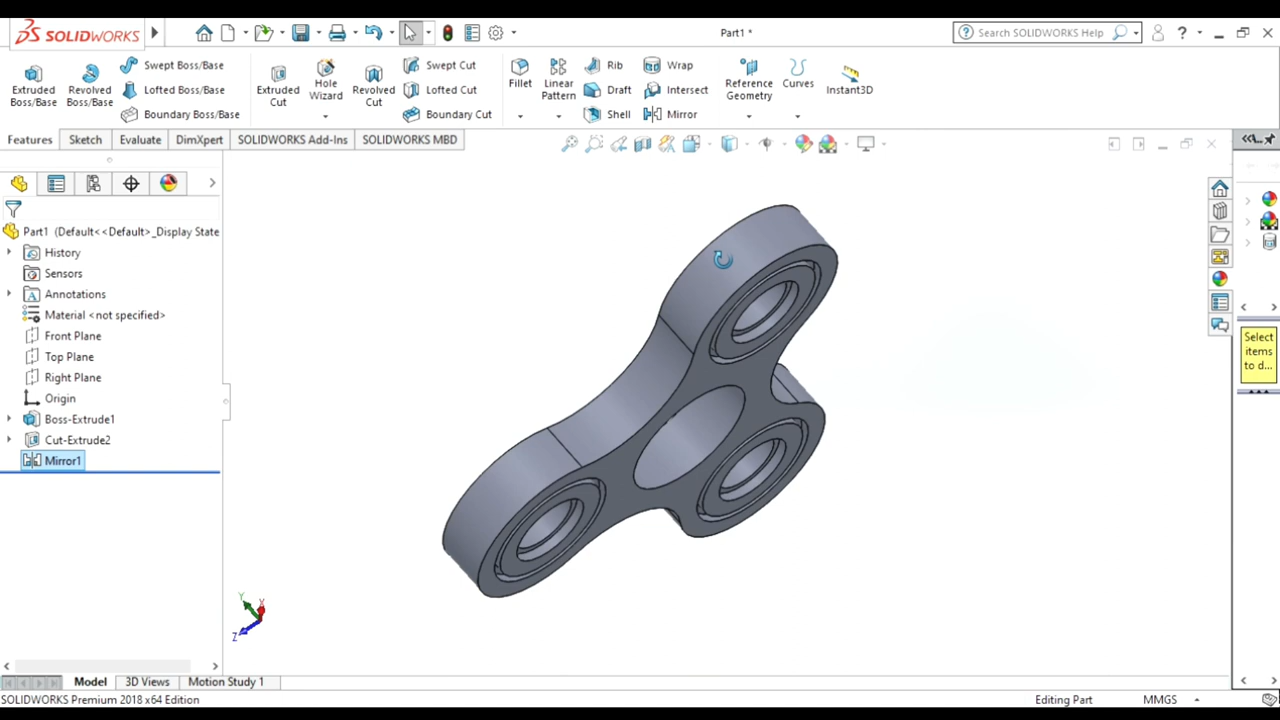 SOLIDWORKS
Part1 *
Search SOLIDWORKS Help
?
Extruded Boss/Base
Revolved Boss/Base
Swept Boss/Base
Lofted Boss/Base
Boundary Boss/Base
Extruded Cut
Hole Wizard
Revolved Cut
Swept Cut
Lofted Cut
Boundary Cut
Fillet
Linear Pattern
Rib
Draft
Shell
Wrap
Intersect
Mirror
Reference Geometry
Curves
Instant3D
Features
Sketch
Evaluate
DimXpert
SOLIDWORKS Add-Ins
SOLIDWORKS MBD
Part1 (Default<<Default>_Display State
History
Sensors
Annotations
Material <not specified>
Front Plane
Top Plane
Right Plane
Origin
Boss-Extrude1
Cut-Extrude2
Mirror1
Select
items
to d...
Y
X
Z
Model
3D Views
Motion Study 1
SOLIDWORKS Premium 2018 x64 Edition
Editing Part
MMGS